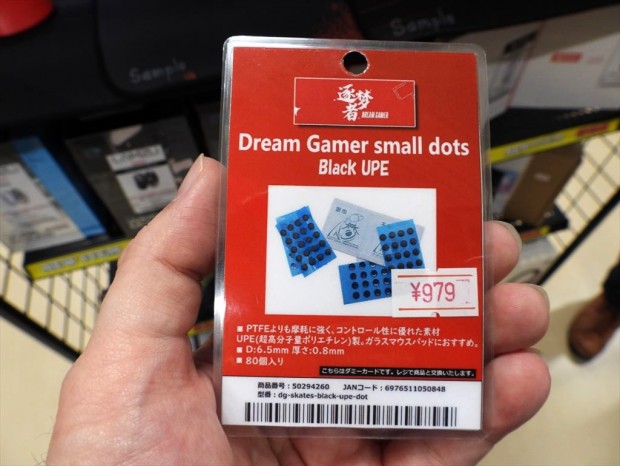 Sample
Sample
逐梦者
DREAM GAMER
Dream Gamer small dots
Black UPE
¥979
■ PTFEよりも摩耗に強く、コントロール性に優れた素材
UPE(超高分子量ポリエチレン)製。ガラスマウスパッドにおすすめ。
■ D:6.5mm 厚さ:0.8mm
■ 80個入り
こちらはダミーカードです。レジで商品と交換いたします。
商品番号：50294260 JANコード：6976511050848
型番：dg-skates-black-upe-dot